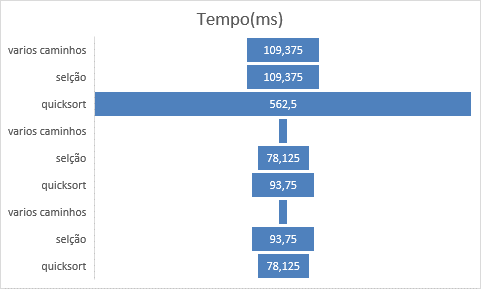 Tempo(ms)
varios caminhos 109,375
selção 109,375
quicksort 562,5
varios caminhos
selção 78,125
quicksort 93,75
varios caminhos
selção 93,75
quicksort 78,125